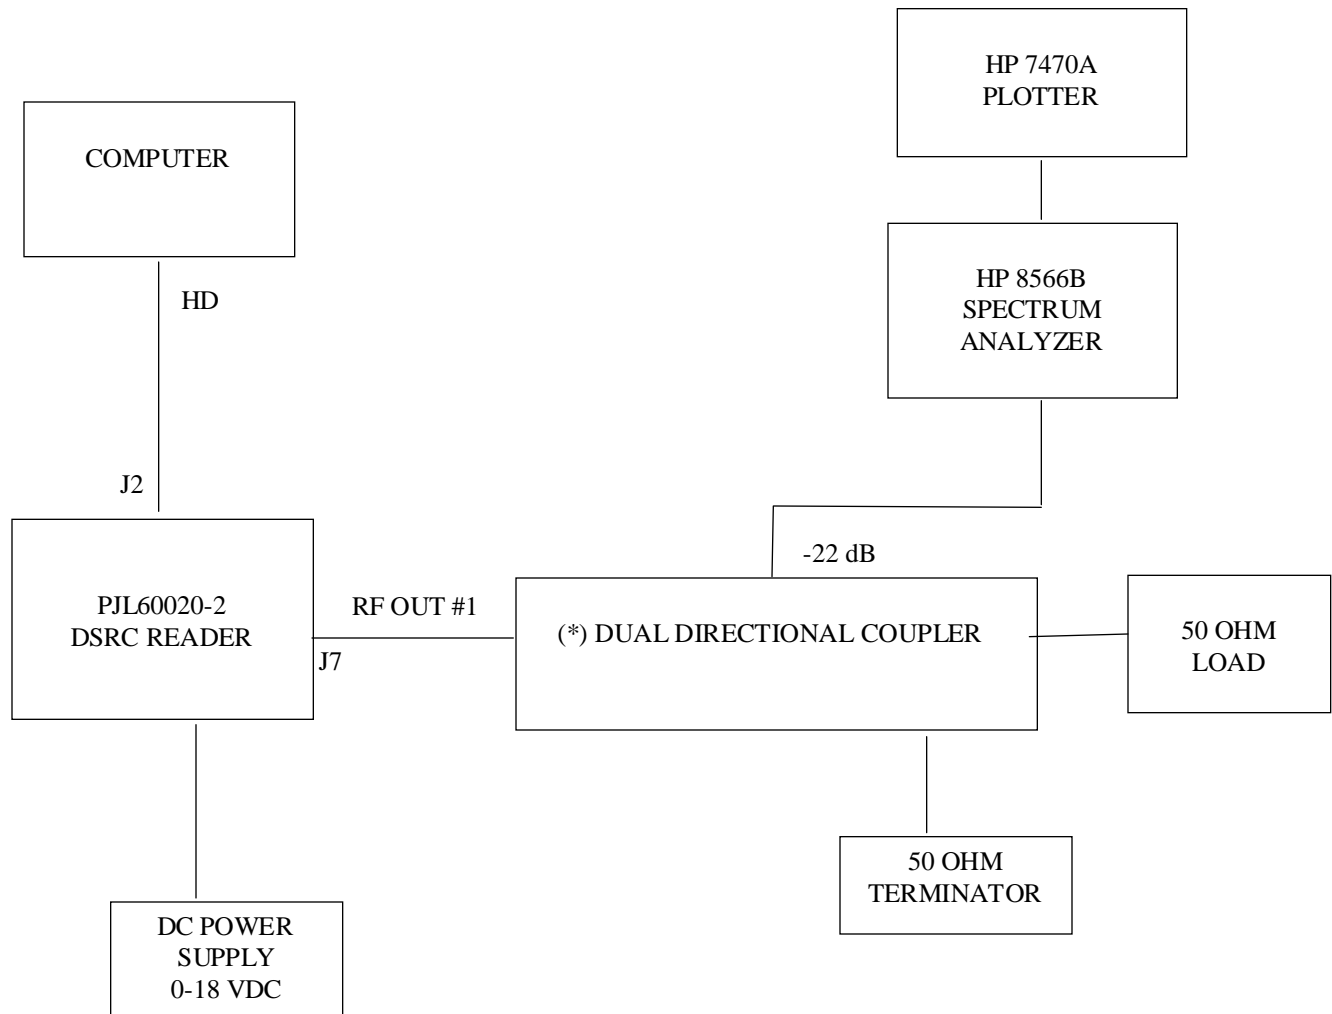 HP 7470A
PLOTTER
COMPUTER
HP 8566B
SPECTRUM
ANALYZER
HD
J2
-22 dB
PJL60020-2
DSRC READER
RF OUT #1
J7
(*) DUAL DIRECTIONAL COUPLER
50 OHM
LOAD
50 OHM
TERMINATOR
DC POWER
SUPPLY
0-18 VDC